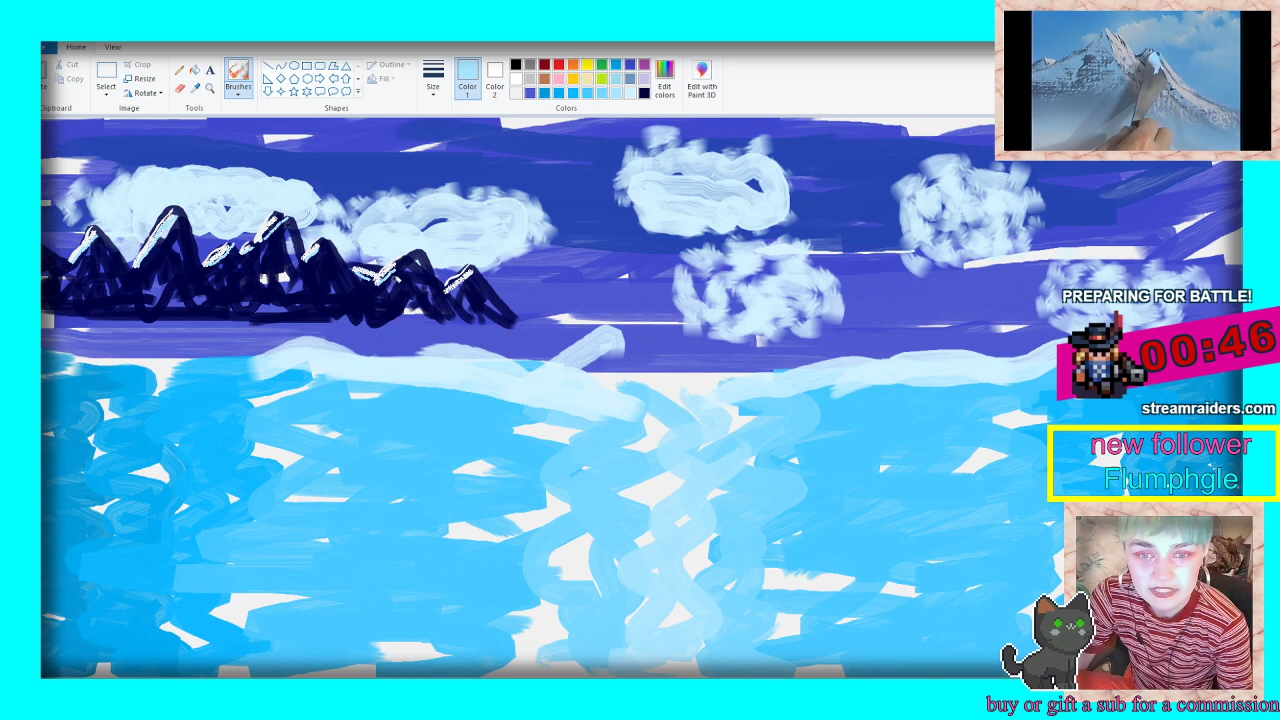 Home View
Cut
Copy
Clipboard
Select
Crop
Resize
Rotate
Image
Tools
Brushes
Outline
Fill
Shapes
Size
Color
1
Color
2
Edit
colors
Edit with
Paint 3D
Colors
PREPARING FOR BATTLE!
00:46
streamraiders.com
new follower
Flumphgle
buy or gift a sub for a commission